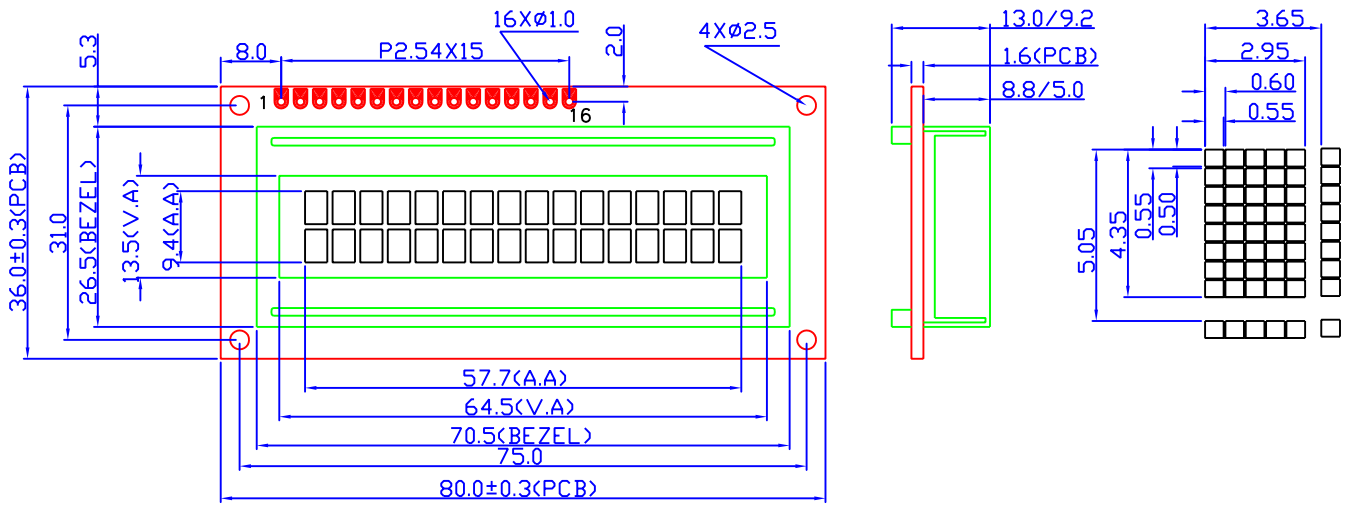 16XØ1.0
4XØ2.5
13.0/9.2
3.65
8.0
P2.54X15
2.0
5.3
1.6(PCB)
2.95
8.8/5.0
0.60
0.55
1
16
36.0±0.3(PCB)
31.0
26.5(BEZEL)
13.5(V.A)
9.4(A.A)
5.05
4.35
0.55
0.50
57.7(A.A)
64.5(V.A)
70.5(BEZEL)
75.0
80.0±0.3(PCB)